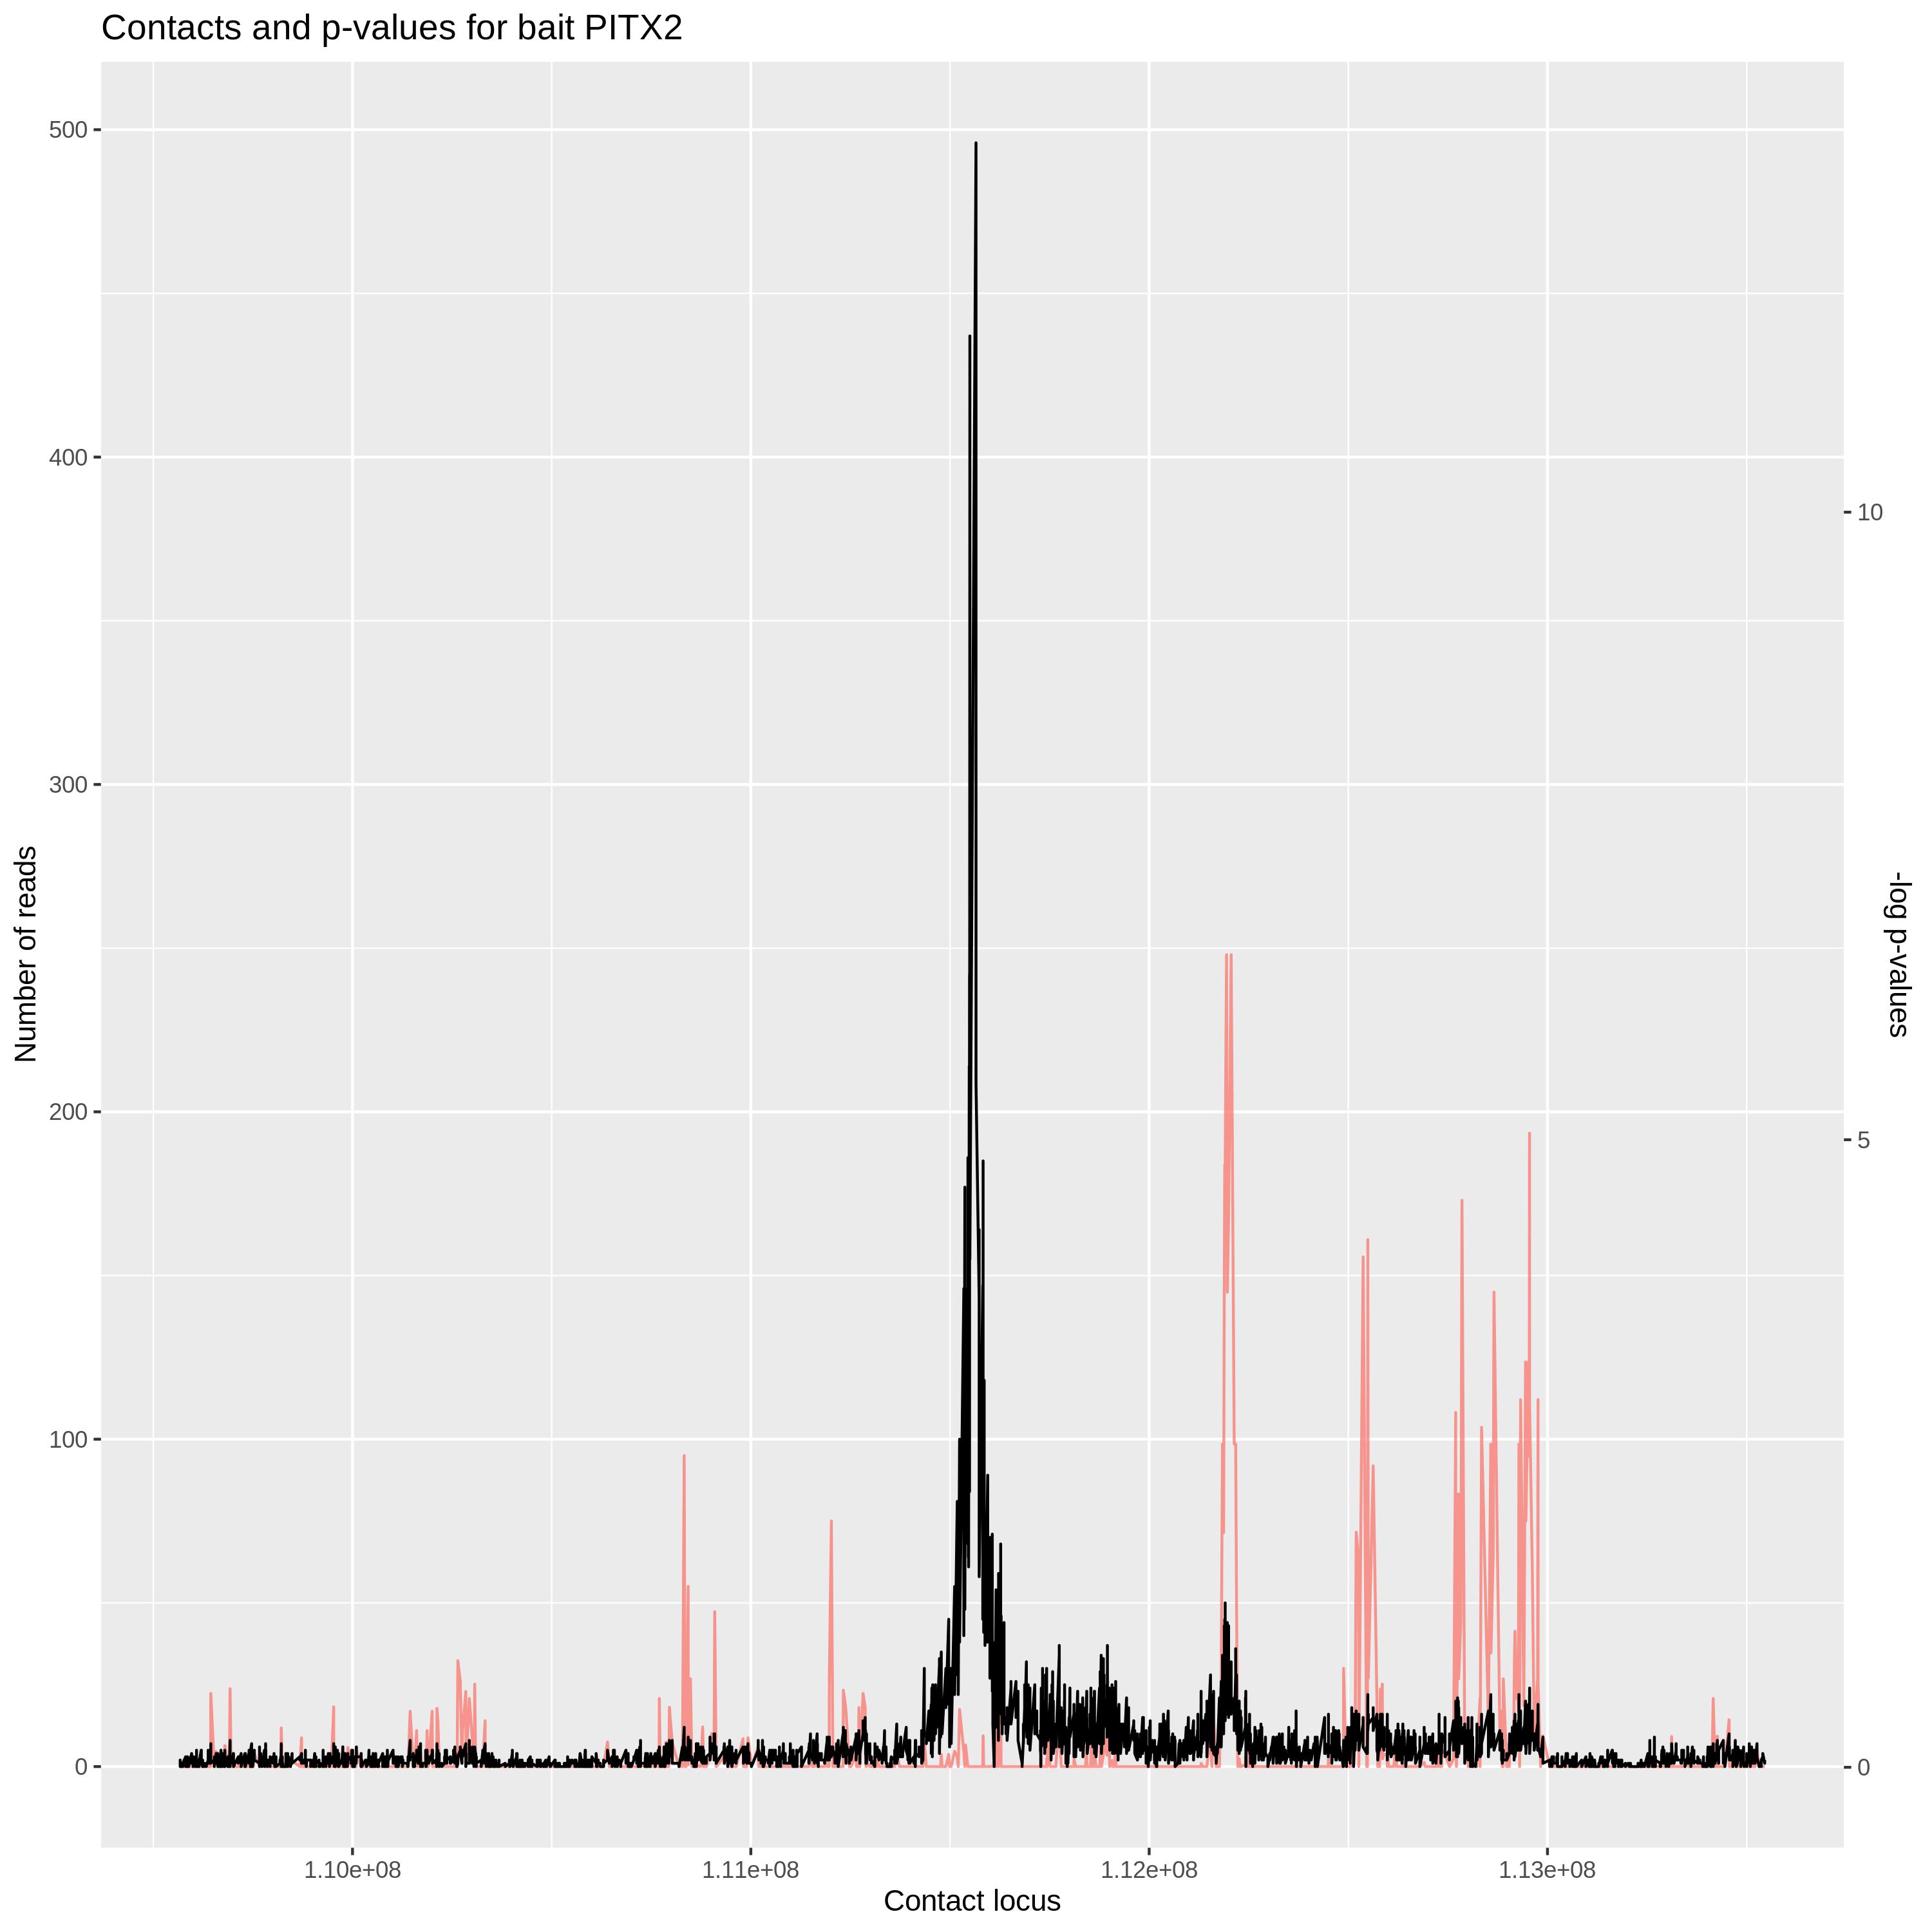 Contacts and p-values for bait PITX2
500
400
300
200
100
0
Number of reads
10
5
0
-log p-values
1.10e+08
1.11e+08
1.12e+08
1.13e+08
Contact locus